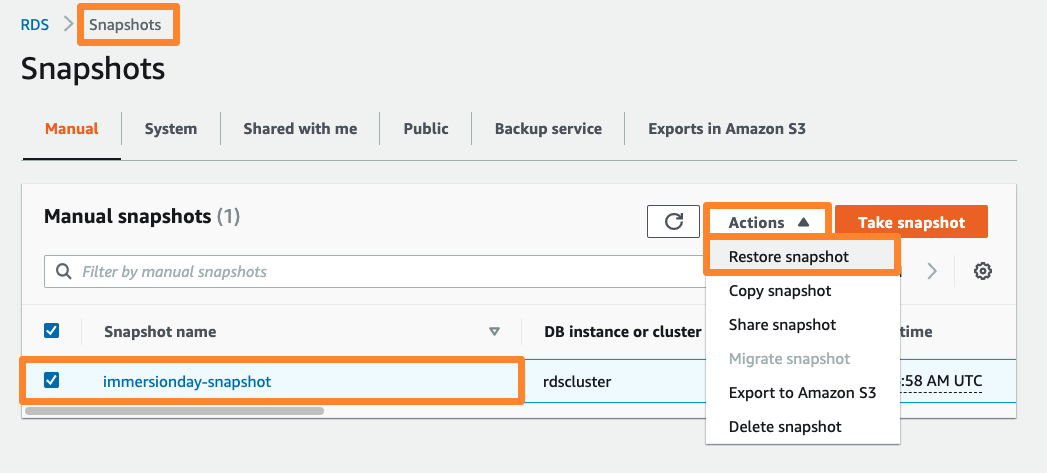 RDS Snapshots
Snapshots
Manual System Shared with me Public Backup service Exports in Amazon S3
Manual snapshots (1) Actions Take snapshot
Restore snapshot
Filter by manual snapshots
Copy snapshot
Snapshot name DB instance or cluster Share snapshot time
Migrate snapshot
immersionday-snapshot rdscluster Export to Amazon S3 :58 AM UTC
Delete snapshot